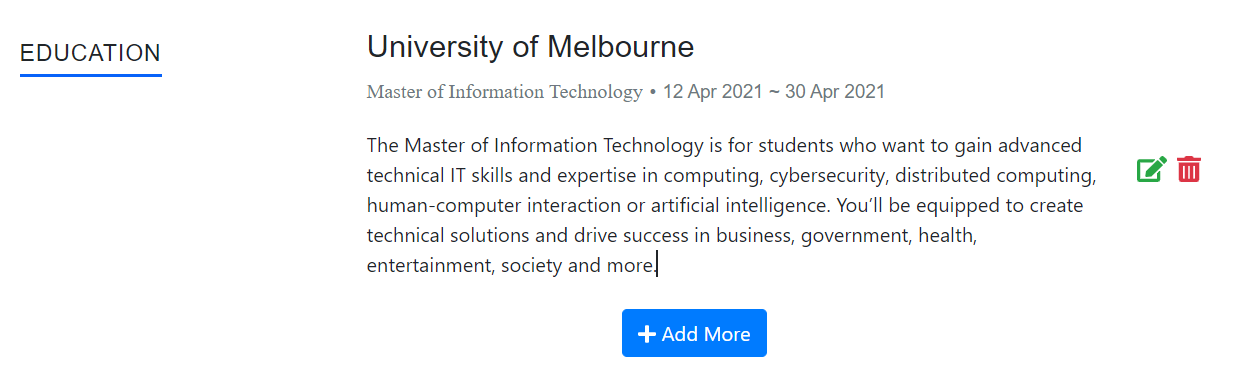 EDUCATION
University of Melbourne
Master of Information Technology • 12 Apr 2021 ~ 30 Apr 2021
The Master of Information Technology is for students who want to gain advanced
technical IT skills and expertise in computing, cybersecurity, distributed computing,
human-computer interaction or artificial intelligence. You’ll be equipped to create
technical solutions and drive success in business, government, health,
entertainment, society and more.
Add More